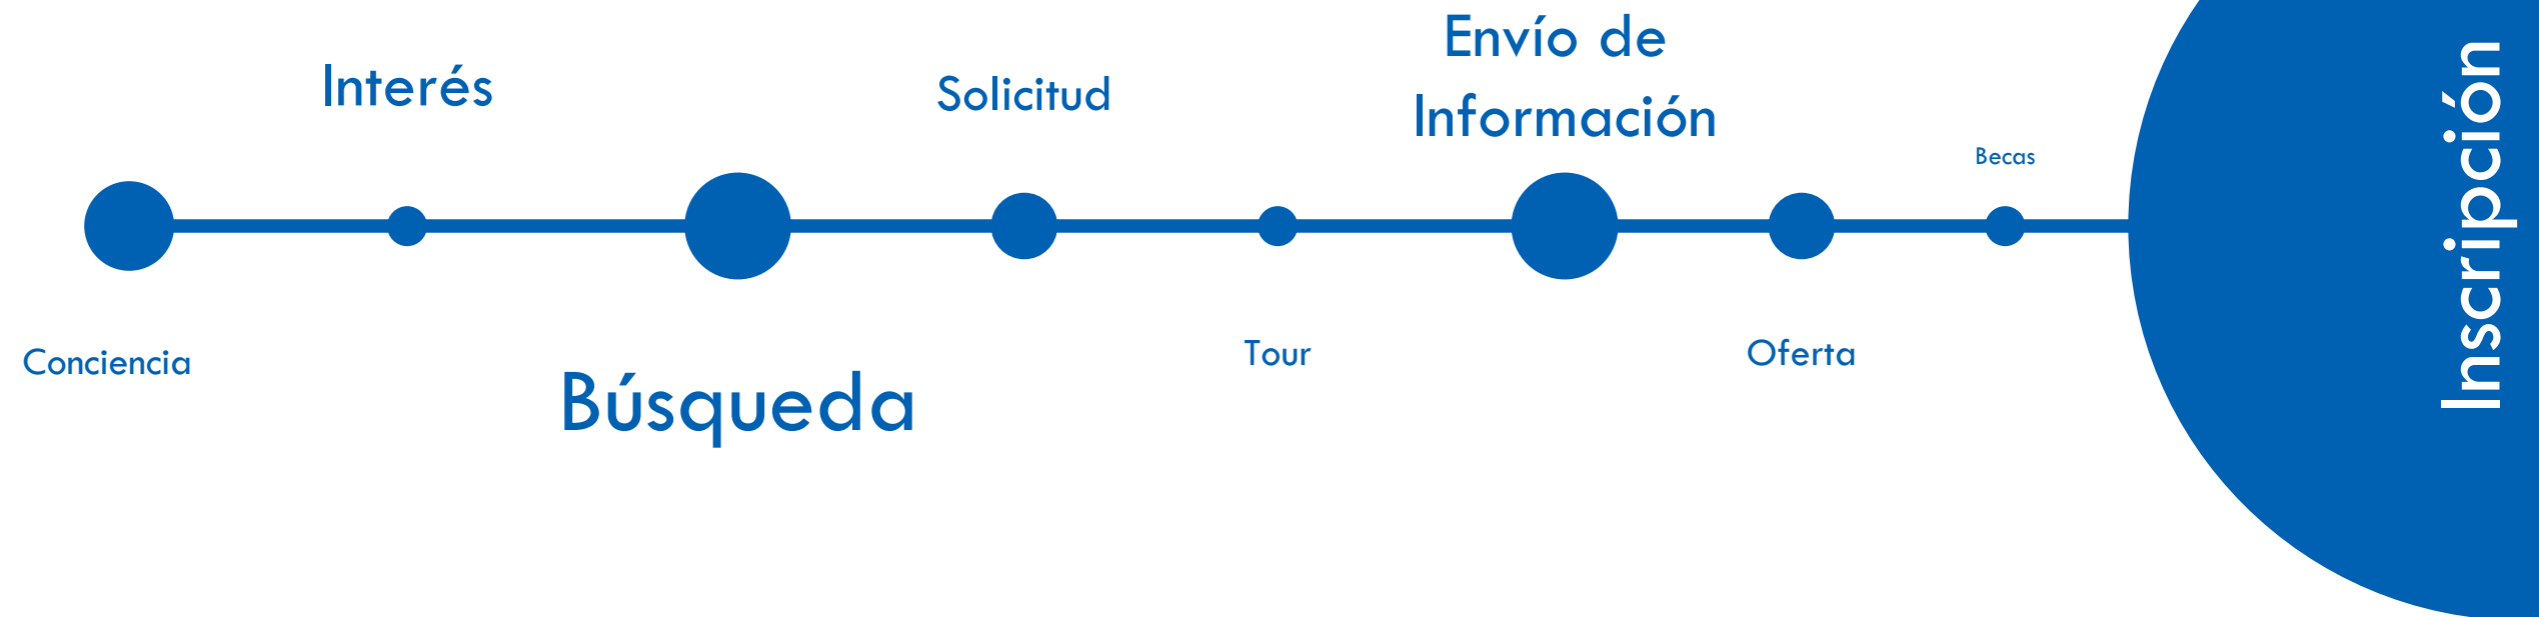 Conciencia
Interés
Búsqueda
Solicitud
Tour
Envío de
Información
Oferta
Becas
Inscripción